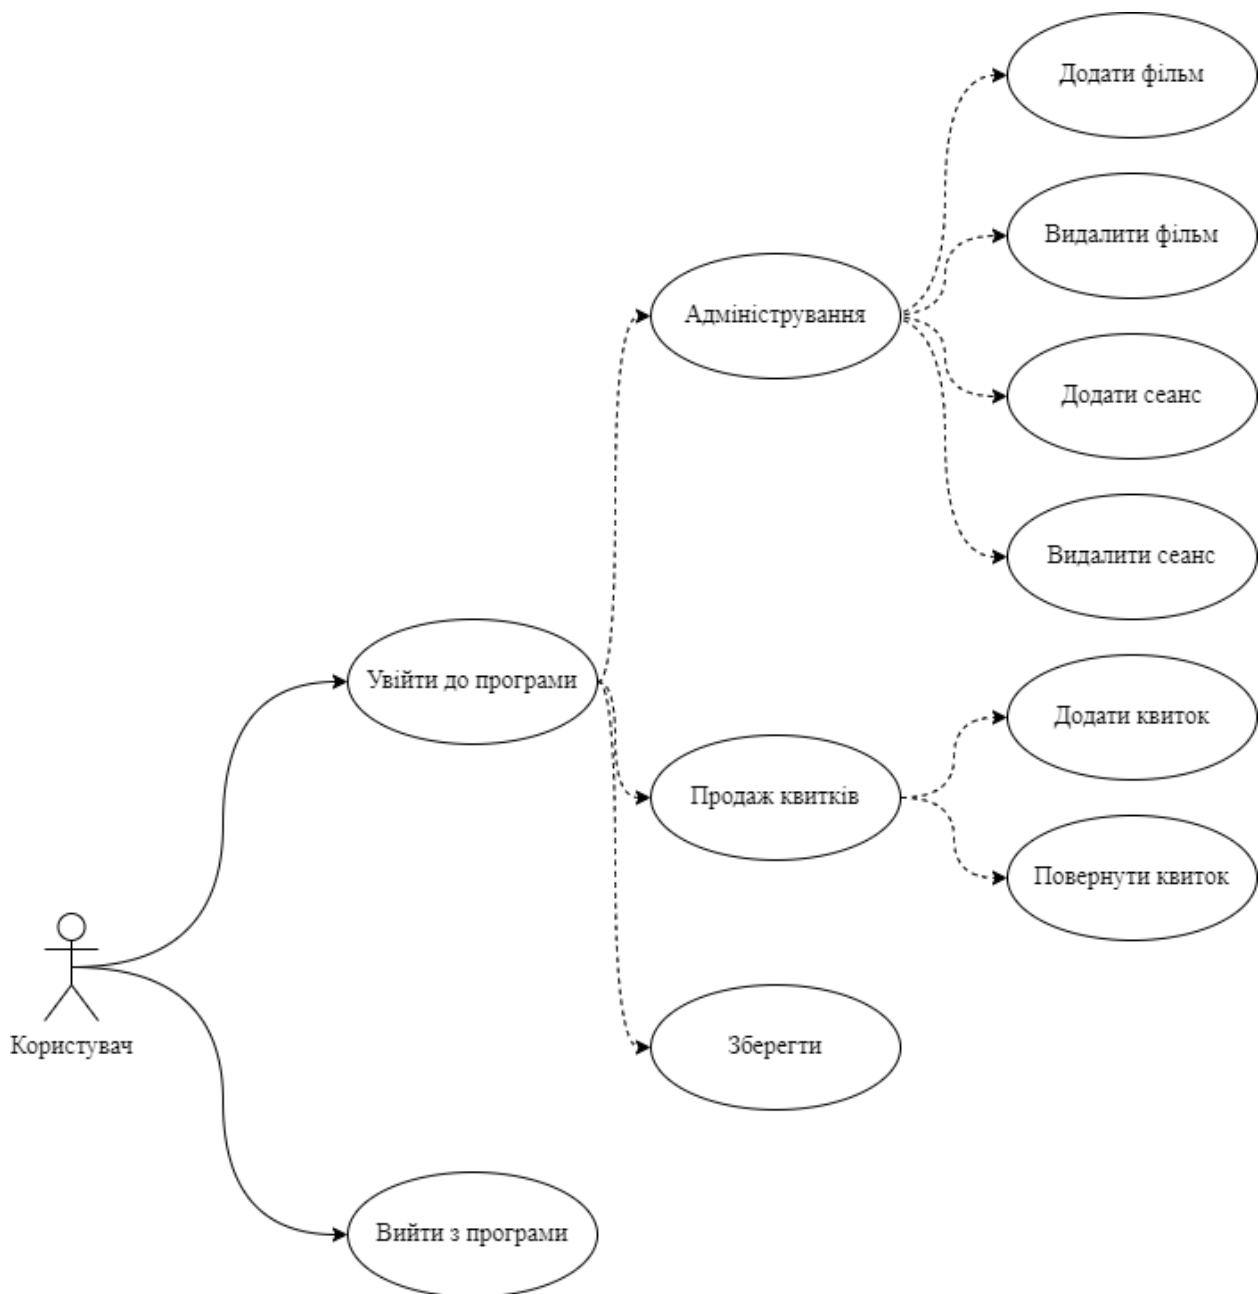 Додати фільм
Видалити фільм
Адміністрування
Додати сеанс
Видалити сеанс
Увійти до програми
Додати квиток
Продаж квитків
Повернути квиток
Користувач
Зберегти
Вийти з програми